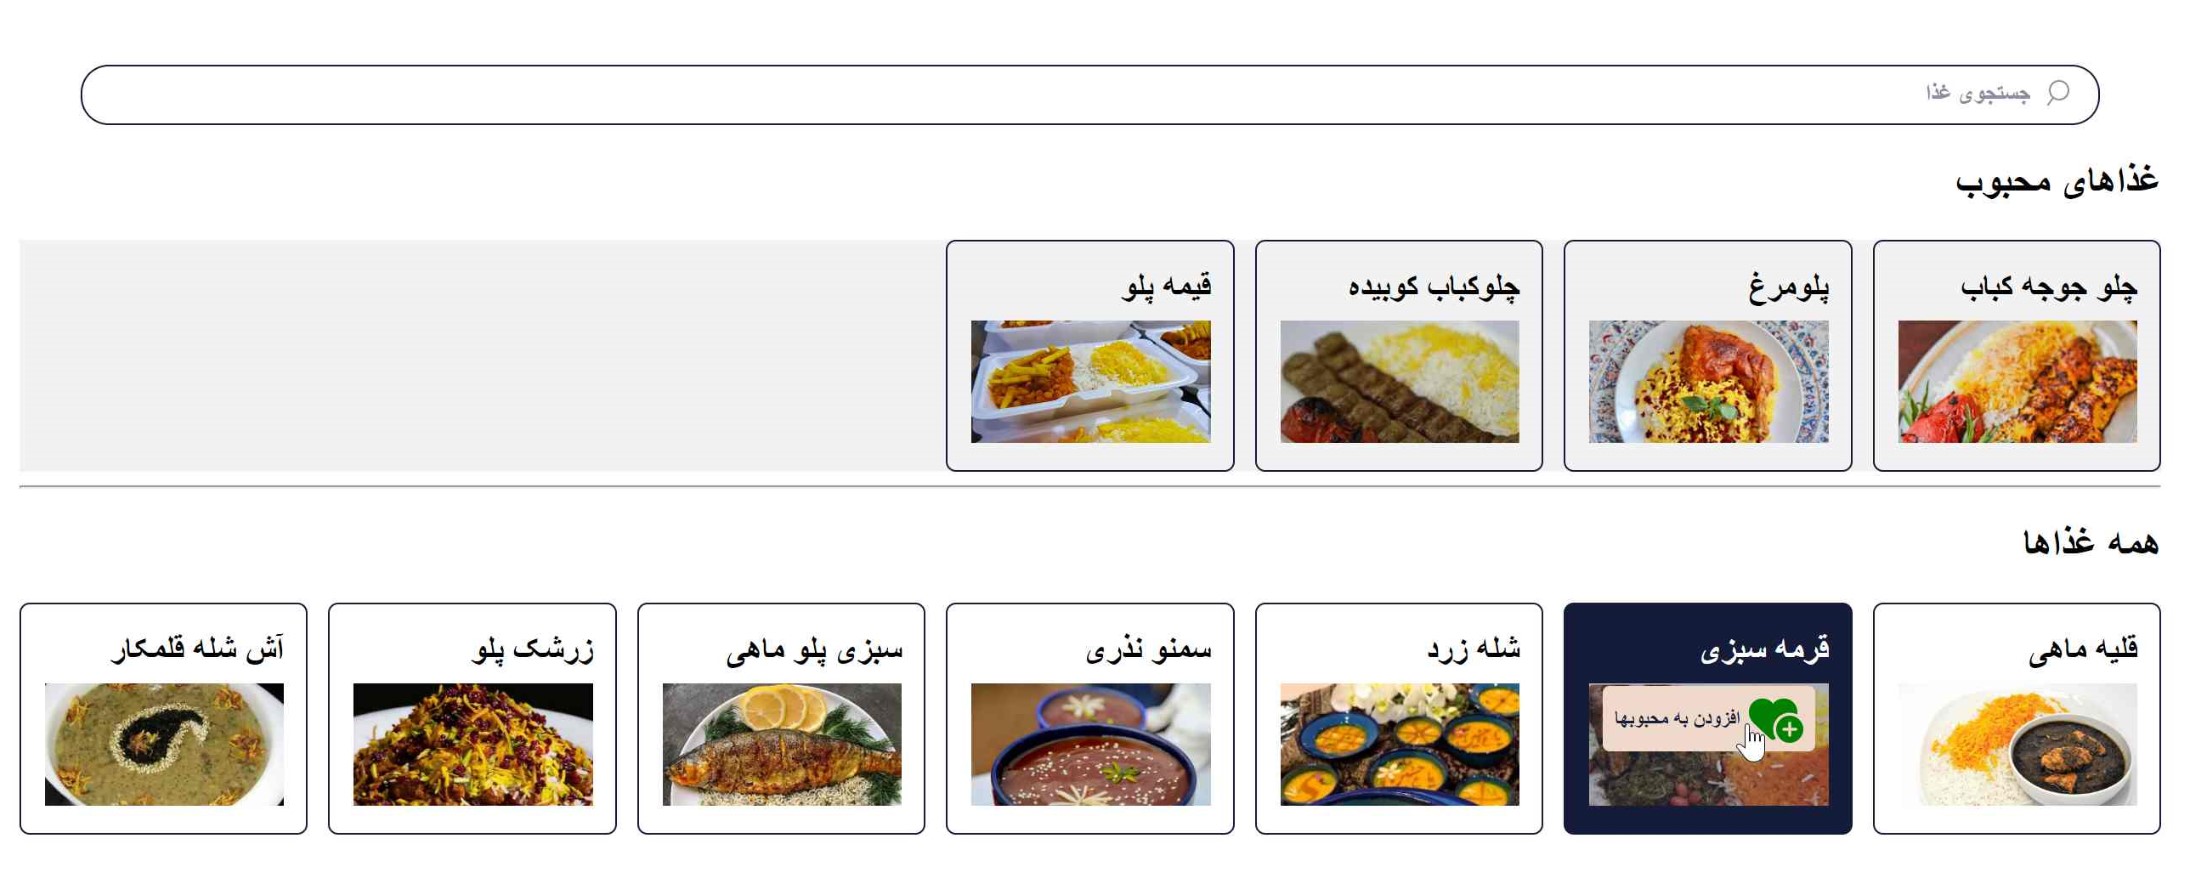 جستجوی غذا
غذاهای محبوب
چلو جوجه کباب
پلومرغ
چلوکباب کوبیده
قیمه پلو
همه غذاها
قلیه ماهی
قرمه سبزی
افزودن به محبوبها
شله زرد
سمنو نذری
سبزی پلو ماهی
زرشک پلو
آش شله قلمکار